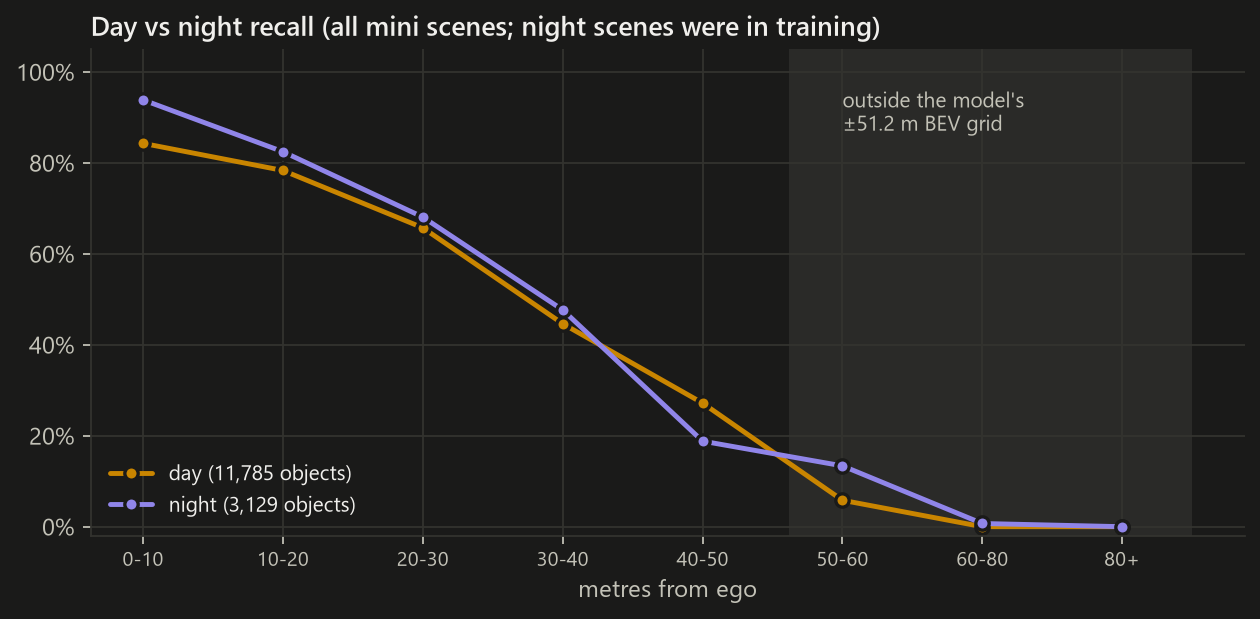 Day vs night recall (all mini scenes; night scenes were in training)
100%
outside the model's
±51.2 m BEV grid
80%
60%
40%
20%
day (11,785 objects)
night (3,129 objects)
0%
0-10 10-20 20-30 30-40 40-50 50-60 60-80 80+
metres from ego